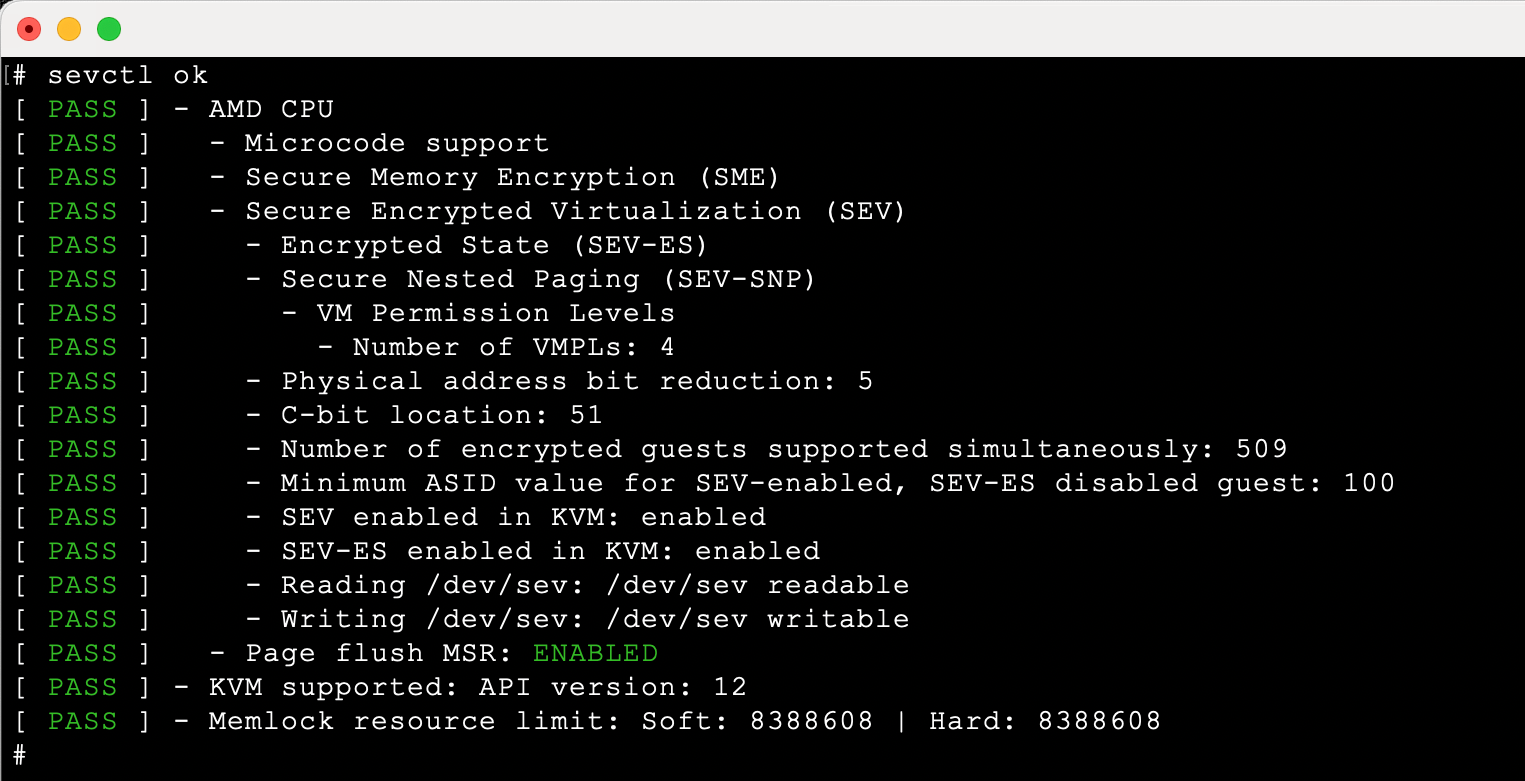 [# sevctl ok
[ PASS ] - AMD CPU
[ PASS ]   - Microcode support
[ PASS ]   - Secure Memory Encryption (SME)
[ PASS ]   - Secure Encrypted Virtualization (SEV)
[ PASS ]     - Encrypted State (SEV-ES)
[ PASS ]     - Secure Nested Paging (SEV-SNP)
[ PASS ]       - VM Permission Levels
[ PASS ]         - Number of VMPLs: 4
[ PASS ]     - Physical address bit reduction: 5
[ PASS ]     - C-bit location: 51
[ PASS ]     - Number of encrypted guests supported simultaneously: 509
[ PASS ]     - Minimum ASID value for SEV-enabled, SEV-ES disabled guest: 100
[ PASS ]     - SEV enabled in KVM: enabled
[ PASS ]     - SEV-ES enabled in KVM: enabled
[ PASS ]     - Reading /dev/sev: /dev/sev readable
[ PASS ]     - Writing /dev/sev: /dev/sev writable
[ PASS ]   - Page flush MSR: ENABLED
[ PASS ] - KVM supported: API version: 12
[ PASS ] - Memlock resource limit: Soft: 8388608 | Hard: 8388608
#